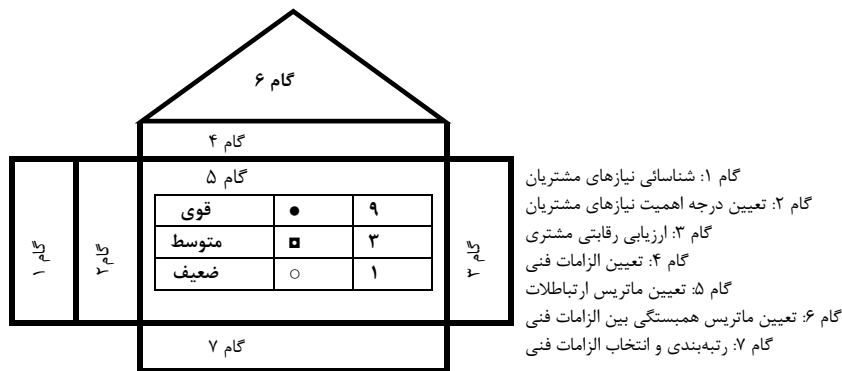 گام ۶
گام ۴
گام ۵
قوی ● ۹
متوسط ◘ ۳
ضعیف ○ ۱
گام ۱
گام ۲
گام ۳
گام ۷
گام ۱: شناسائی نیازهای مشتریان
گام ۲: تعیین درجه اهمیت نیازهای مشتریان
گام ۳: ارزیابی رقابتی مشتری
گام ۴: تعیین الزامات فنی
گام ۵: تعیین ماتریس ارتباطلات
گام ۶: تعیین ماتریس همبستگی بین الزامات فنی
گام ۷: رتبه‌بندی و انتخاب الزامات فنی